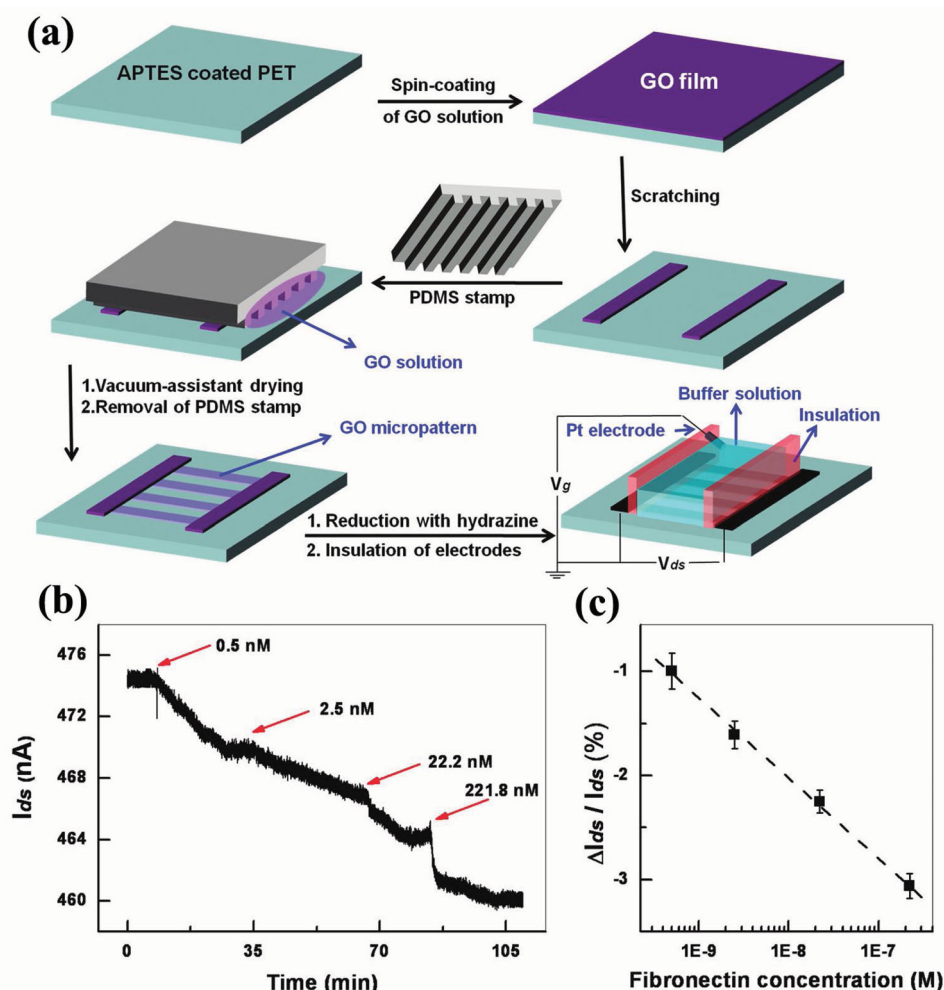 (a)
APTES coated PET
Spin-coating
of GO solution
GO film
Scratching
PDMS stamp
GO solution
1.Vacuum-assistant drying
2.Removal of PDMS stamp
GO micropattern
1. Reduction with hydrazine
2. Insulation of electrodes
Buffer solution
Pt electrode
Insulation
Vg
Vds
(b)
476
472
468
464
460
Ids (nA)
0.5 nM
2.5 nM
22.2 nM
221.8 nM
0 35 70 105
Time (min)
(c)
-1
-2
-3
ΔIds / Ids (%)
1E-9 1E-8 1E-7
Fibronectin concentration (M)